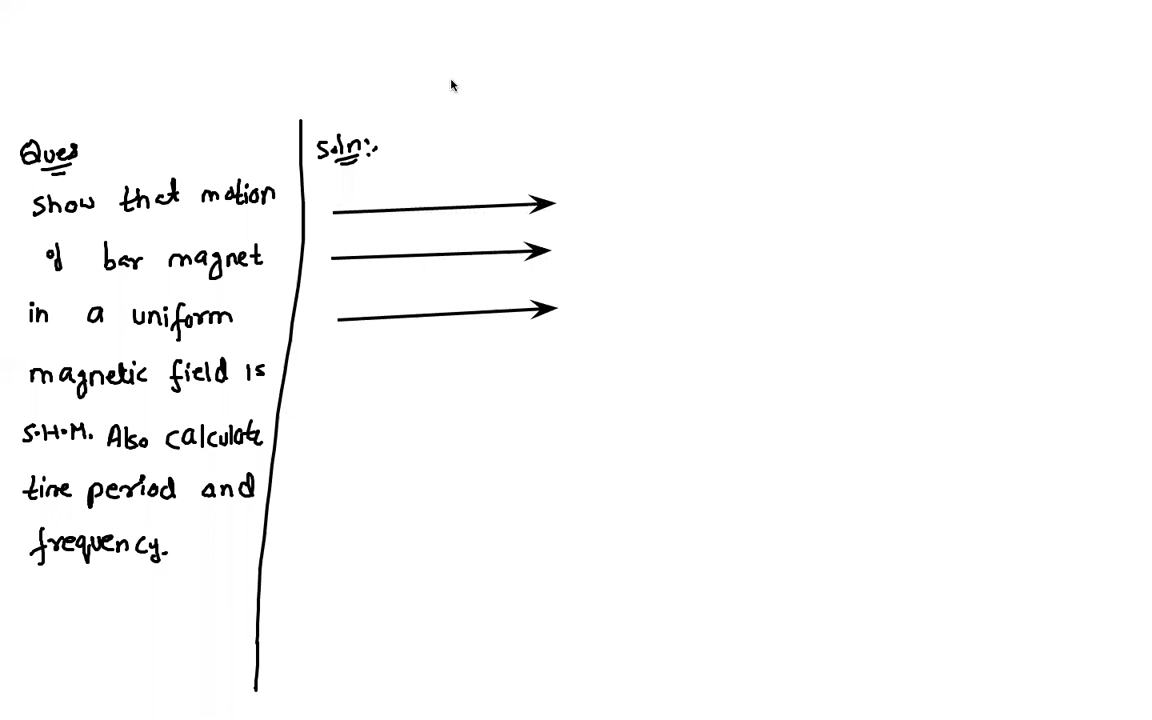 Ques
Show that motion
of bar magnet
in a uniform
magnetic field is
S.H.M. Also calculate
time period and
frequency.
Soln:.